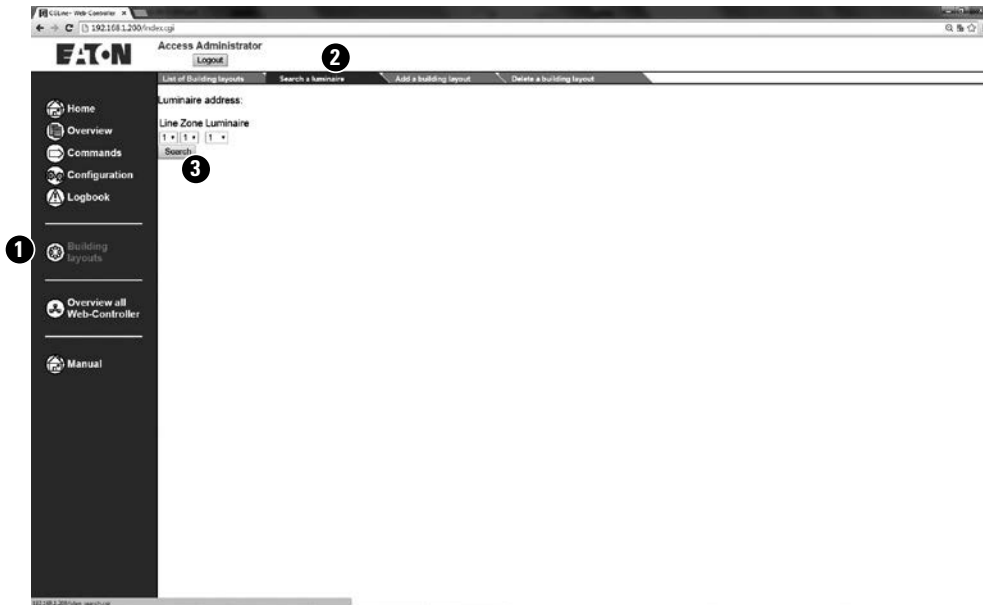 CGLine- Web-Controller ×
192.168.1.200/index.cgi
EATON
Access Administrator
Logout
2
List of Building layouts
Search a luminaire
Add a building layout
Delete a building layout
Luminaire address:
Line Zone Luminaire
1 1 1
Search
3
Home
Overview
Commands
Configuration
Logbook
1
Building
layouts
Overview all
Web-Controller
Manual